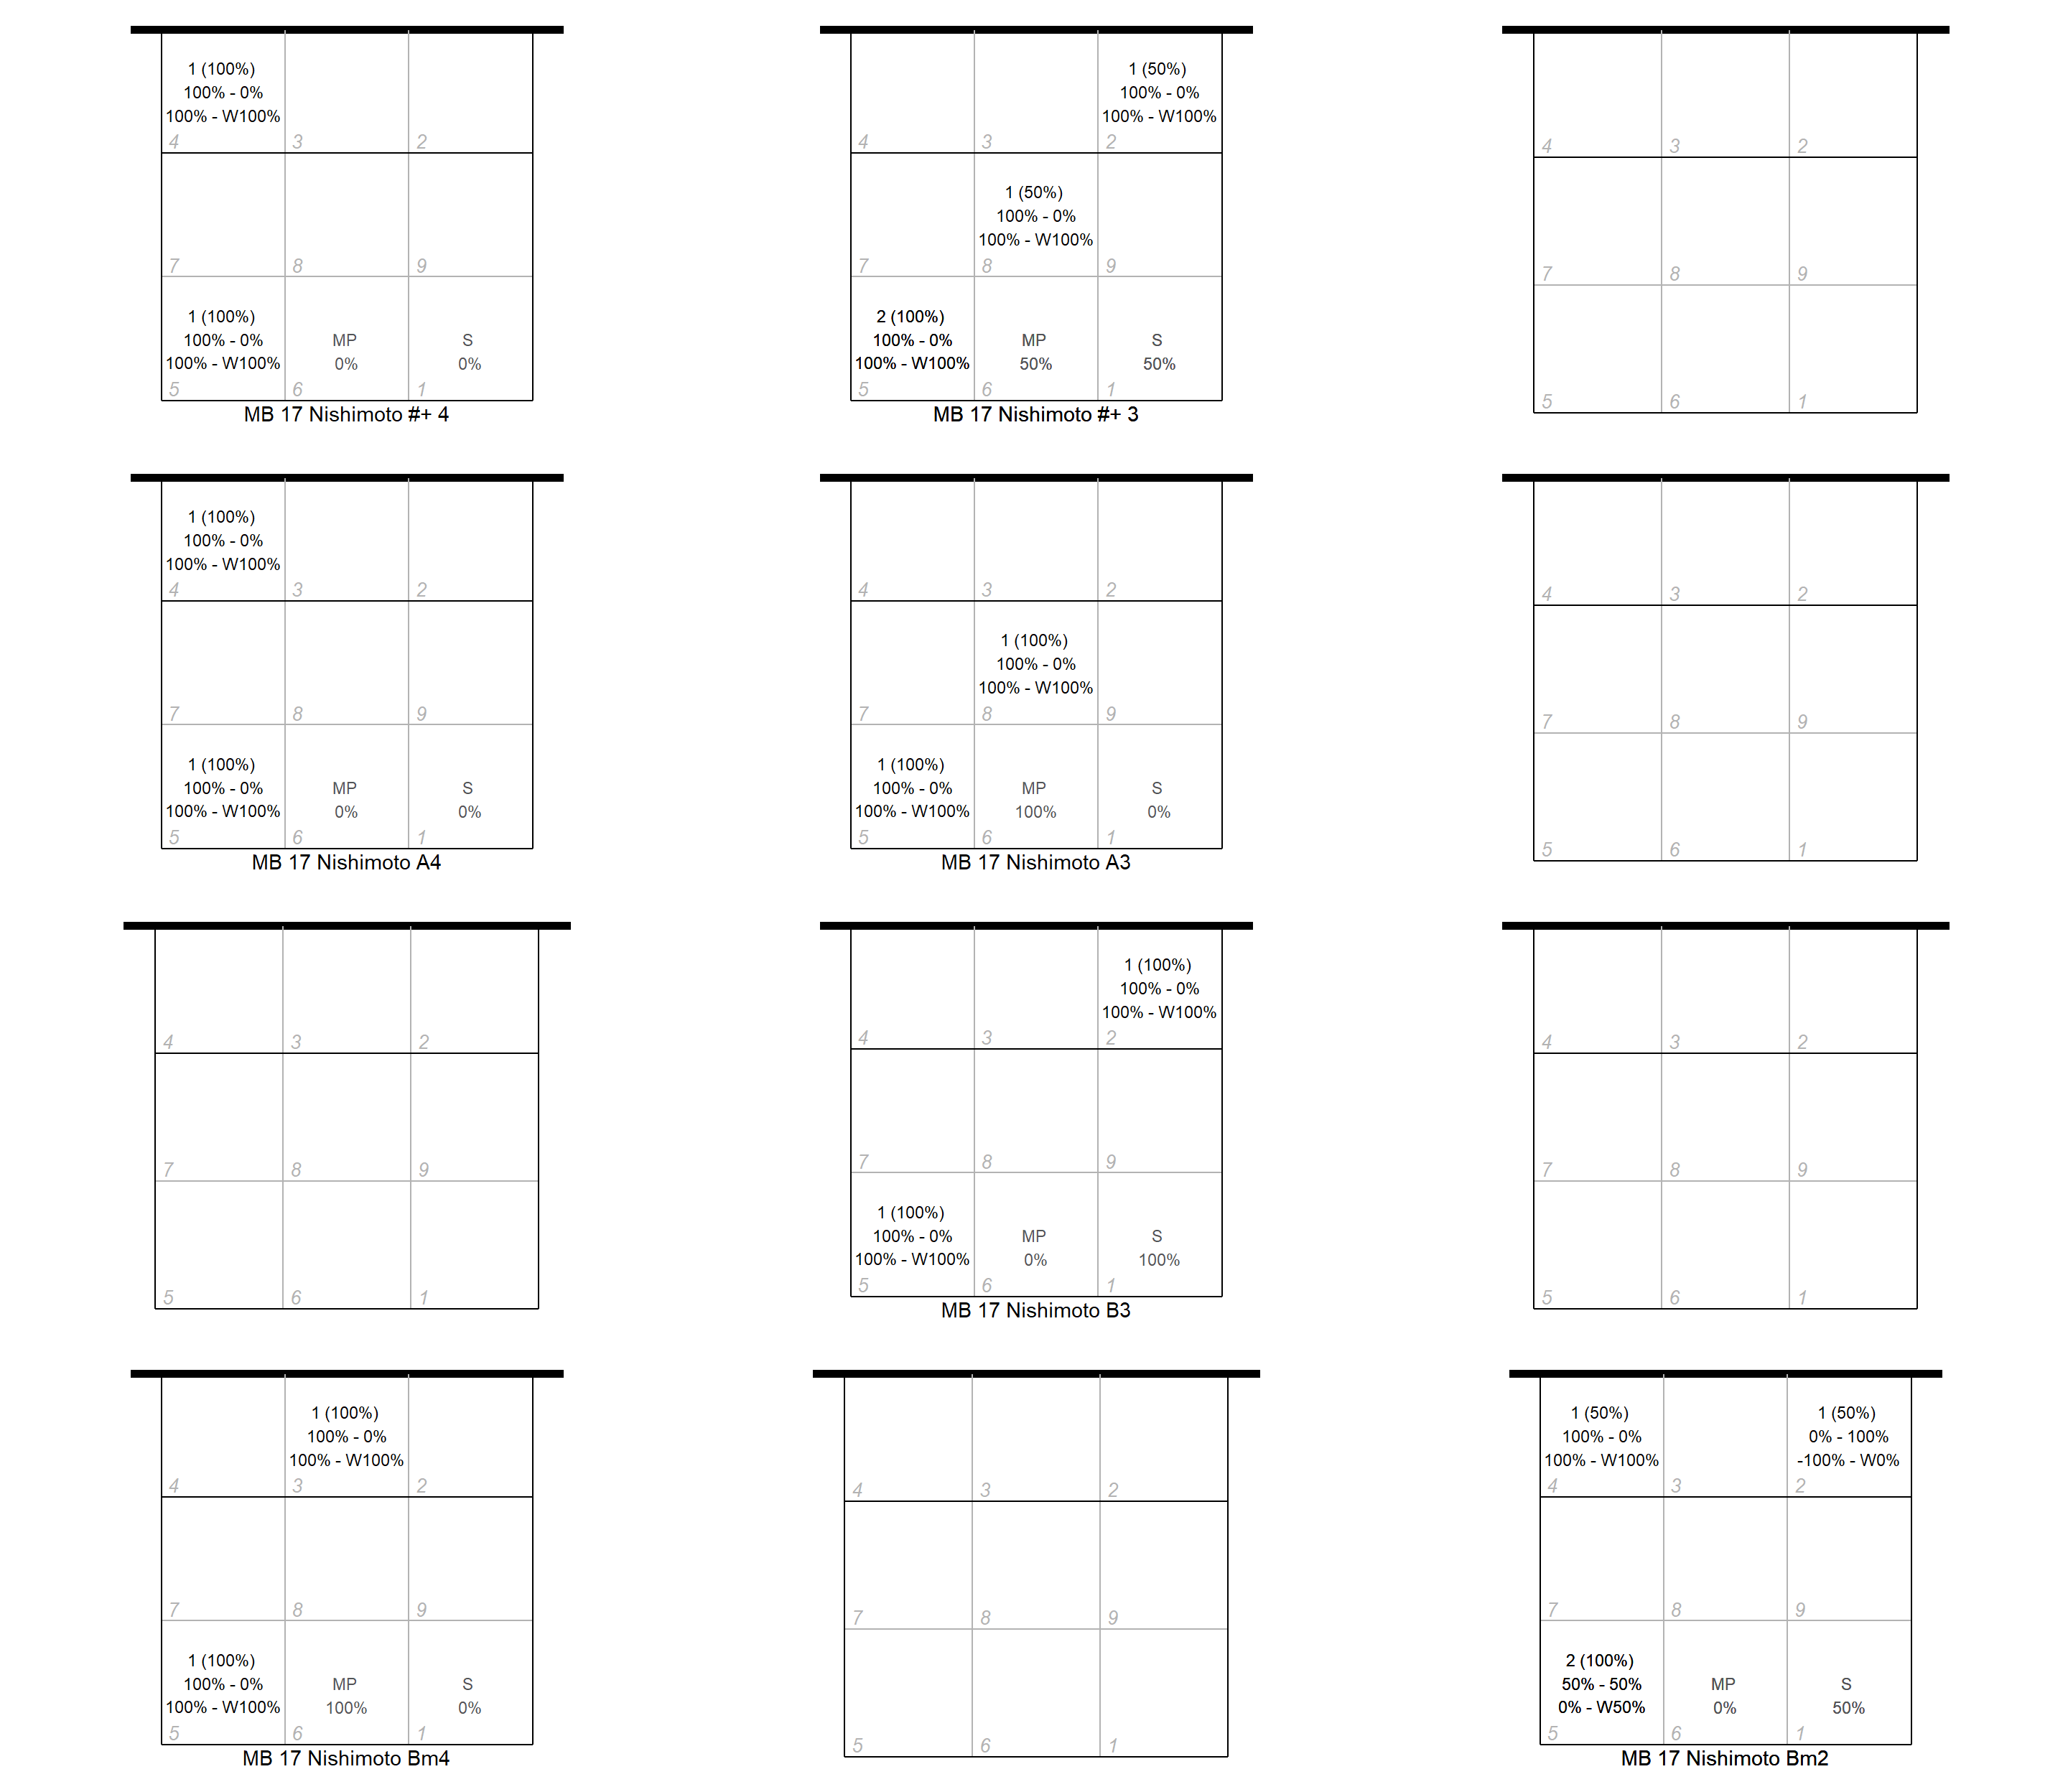 1 (100%)
100% - 0%
100% - W100%
4 3 2
7 8 9
1 (100%)
100% - 0% MP S
100% - W100% 0% 0%
5 6 1
MB 17 Nishimoto #+ 4
1 (50%)
100% - 0%
100% - W100%
4 3 2
1 (50%)
100% - 0%
100% - W100%
7 8 9
2 (100%)
100% - 0% MP S
100% - W100% 50% 50%
5 6 1
MB 17 Nishimoto #+ 3
4 3 2
7 8 9
5 6 1
1 (100%)
100% - 0%
100% - W100%
4 3 2
7 8 9
1 (100%)
100% - 0% MP S
100% - W100% 0% 0%
5 6 1
MB 17 Nishimoto A4
4 3 2
1 (100%)
100% - 0%
100% - W100%
7 8 9
1 (100%)
100% - 0% MP S
100% - W100% 100% 0%
5 6 1
MB 17 Nishimoto A3
4 3 2
7 8 9
5 6 1
4 3 2
7 8 9
5 6 1
1 (100%)
100% - 0%
100% - W100%
4 3 2
7 8 9
1 (100%)
100% - 0% MP S
100% - W100% 0% 100%
5 6 1
MB 17 Nishimoto B3
4 3 2
7 8 9
5 6 1
1 (100%)
100% - 0%
100% - W100%
4 3 2
7 8 9
1 (100%)
100% - 0% MP S
100% - W100% 100% 0%
5 6 1
MB 17 Nishimoto Bm4
4 3 2
7 8 9
5 6 1
1 (50%) 1 (50%)
100% - 0% 0% - 100%
100% - W100% -100% - W0%
4 3 2
7 8 9
2 (100%)
50% - 50% MP S
0% - W50% 0% 50%
5 6 1
MB 17 Nishimoto Bm2